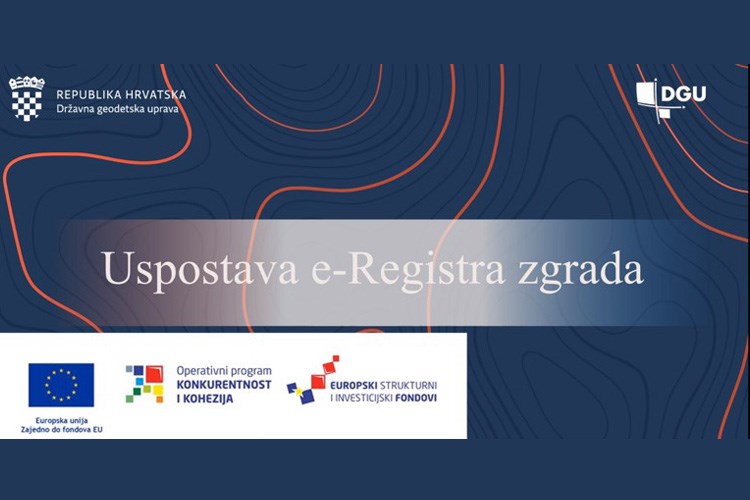 REPUBLIKA HRVATSKA
Državna geodetska uprava
DGU
Uspostava e-Registra zgrada
Europska unija
Zajedno do fondova EU
Operativni program
KONKURENTNOST
I KOHEZIJA
EUROPSKI STRUKTURNI
I INVESTICIJSKI FONDOVI